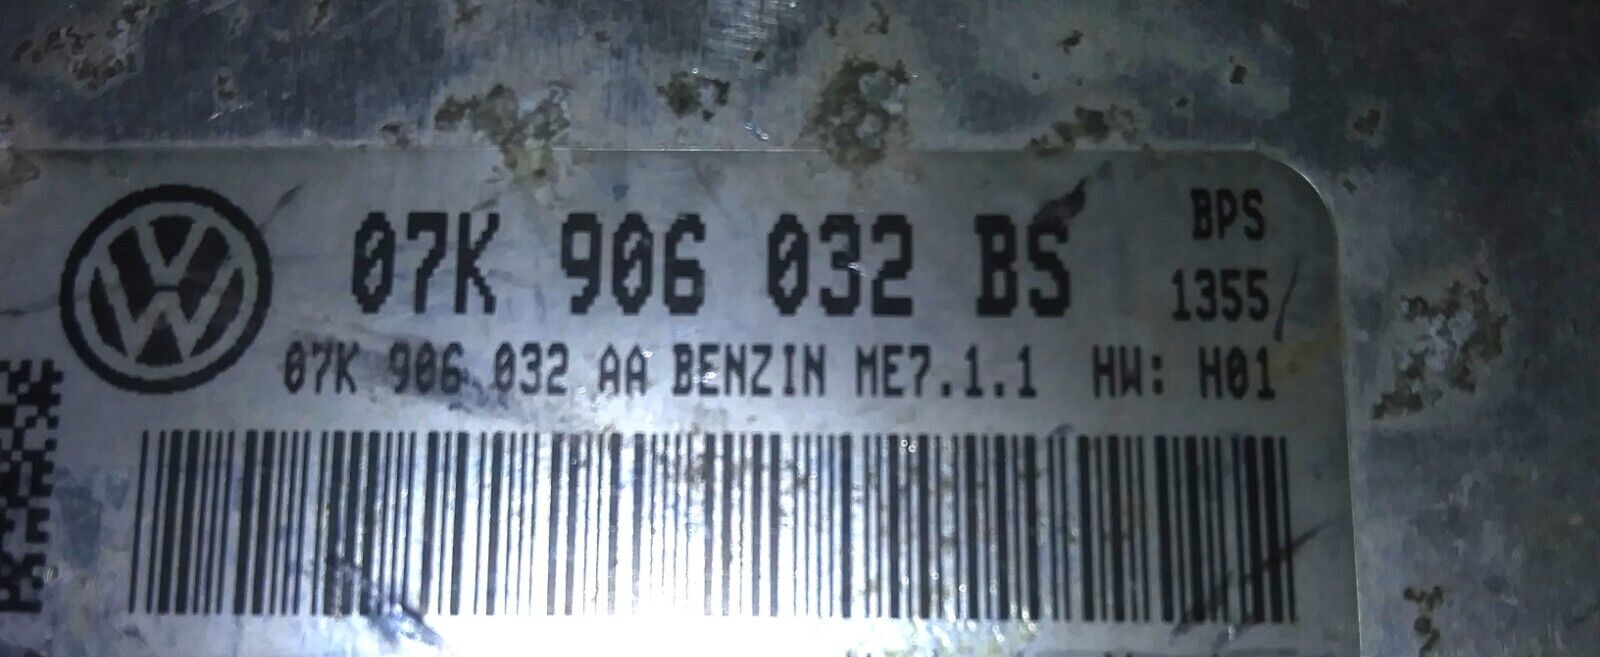 07K 906 032 BS BPS
1355
07K 906 032 AA BENZIN ME7.1.1 HW: H01